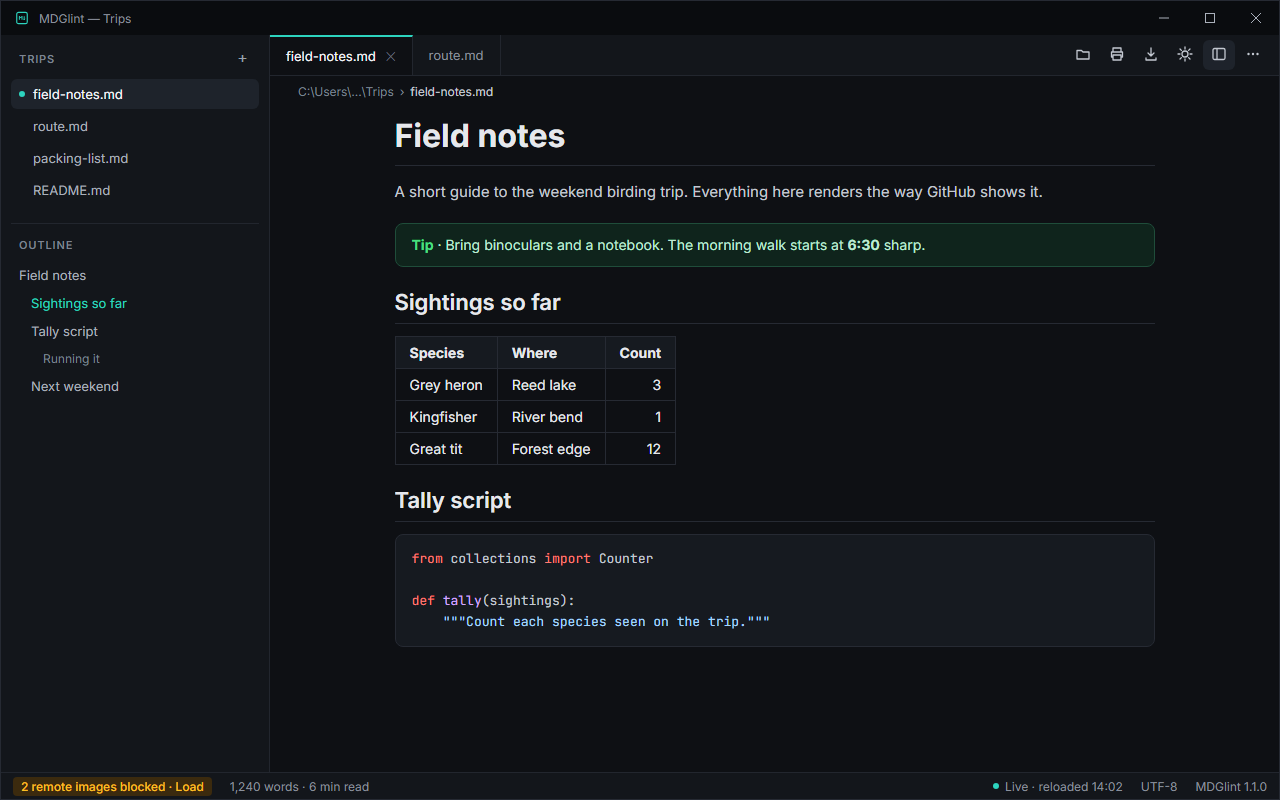 MDGlint — Trips
TRIPS
+
field-notes.md
route.md
packing-list.md
README.md
OUTLINE
Field notes
Sightings so far
Tally script
Running it
Next weekend
field-notes.md
route.md
C:\Users\...\Trips › field-notes.md
Field notes
A short guide to the weekend birding trip. Everything here renders the way GitHub shows it.
Tip · Bring binoculars and a notebook. The morning walk starts at 6:30 sharp.
Sightings so far
Species Where Count
Grey heron Reed lake 3
Kingfisher River bend 1
Great tit Forest edge 12
Tally script
from collections import Counter
def tally(sightings):
    """Count each species seen on the trip."""
2 remote images blocked · Load 1,240 words · 6 min read Live · reloaded 14:02 UTF-8 MDGlint 1.1.0